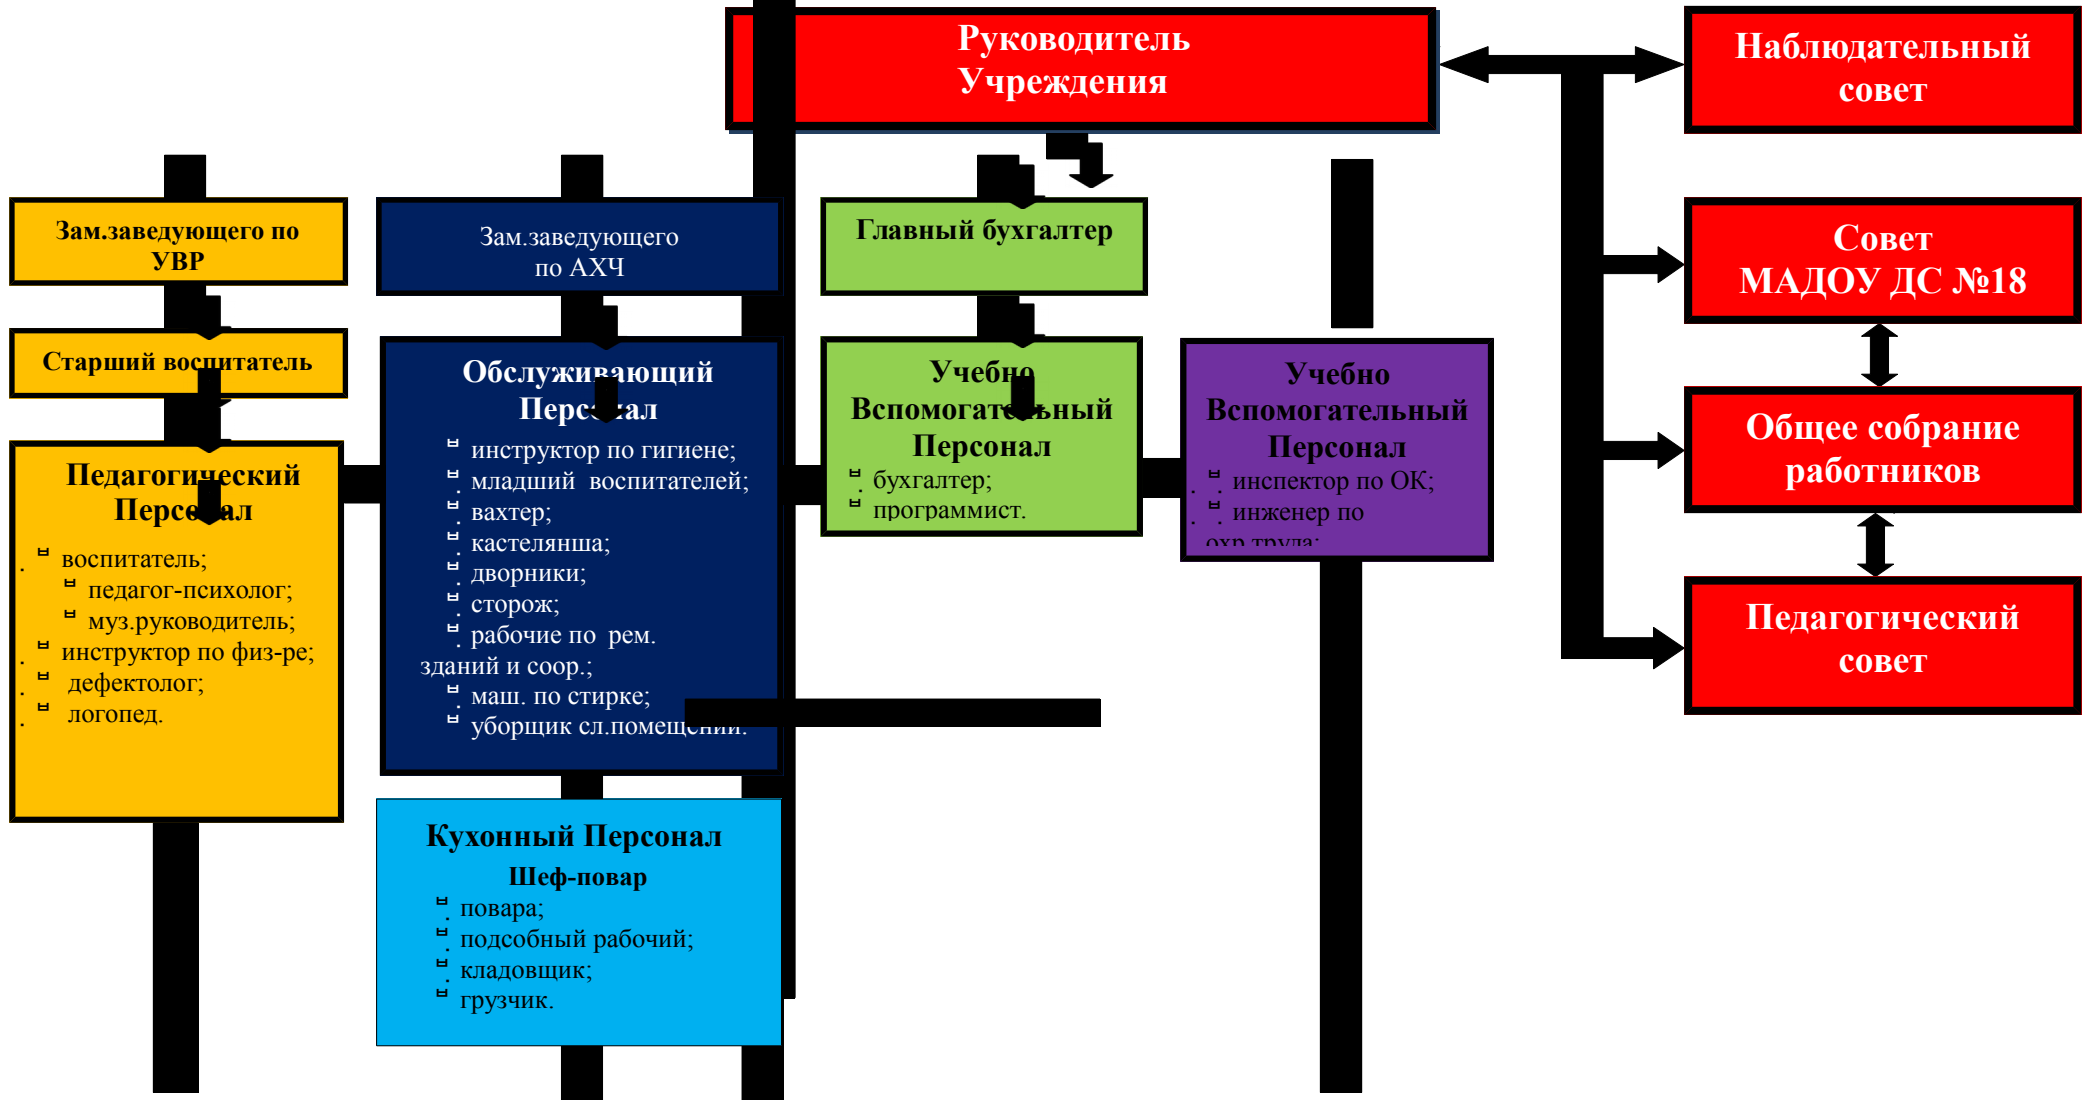 Руководитель
Учреждения
Наблюдательный
совет
Зам.заведующего по
УВР
Зам.заведующего
по АХЧ
Главный бухгалтер
Совет
МАДОУ ДС №18
Старший воспитатель
Общее собрание
работников
Педагогический
совет
Педагогический
Персонал
воспитатель;
педагог-психолог;
муз.руководитель;
инструктор по физ-ре;
дефектолог;
логопед.
Обслуживающий
Персонал
инструктор по гигиене;
младший воспитателей;
вахтер;
кастелянша;
дворники;
сторож;
рабочие по рем.
зданий и соор.;
маш. по стирке;
уборщик сл.помещений.
Учебно
Вспомогательный
Персонал
бухгалтер;
программист.
Учебно
Вспомогательный
Персонал
инспектор по ОК;
инженер по
охр.труда;
Кухонный Персонал
Шеф-повар
повара;
подсобный рабочий;
кладовщик;
грузчик.